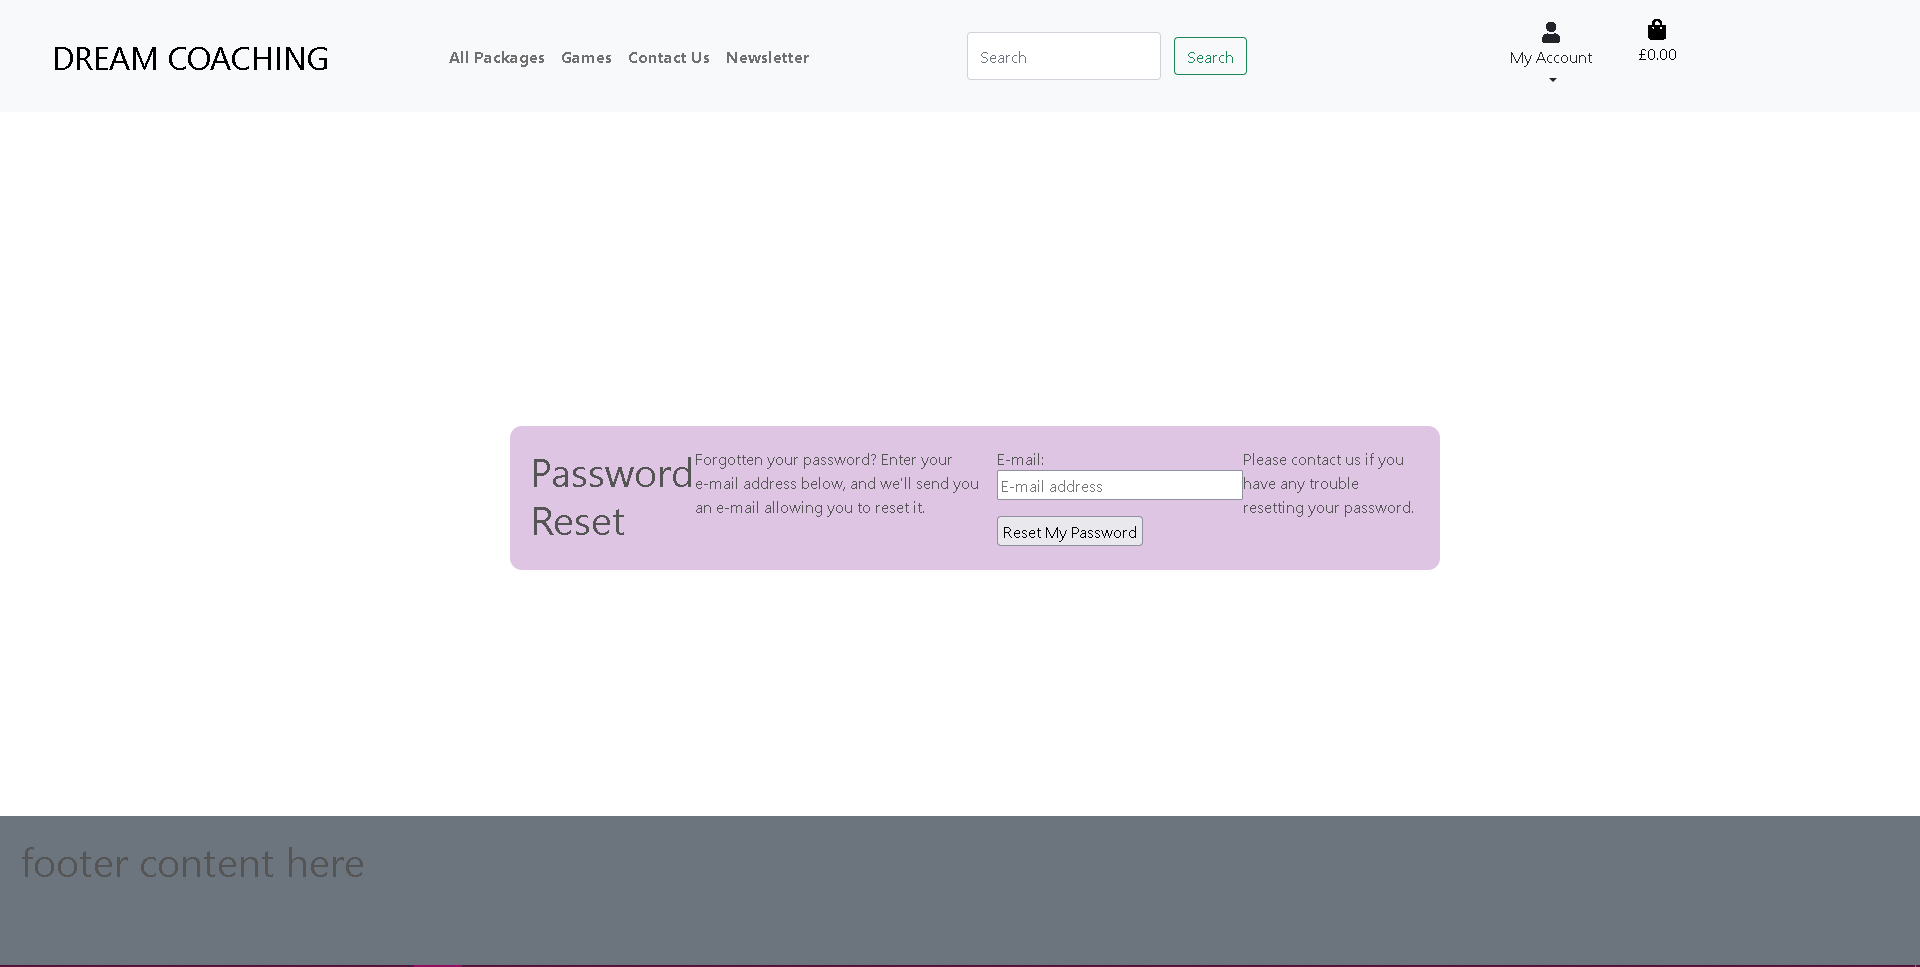 DREAM COACHING
All Packages
Games
Contact Us
Newsletter
Search
Search
My Account
£0.00
Password
Reset
Forgotten your password? Enter your
e-mail address below, and we'll send you
an e-mail allowing you to reset it.
E-mail:
E-mail address
Reset My Password
Please contact us if you
have any trouble
resetting your password.
footer content here